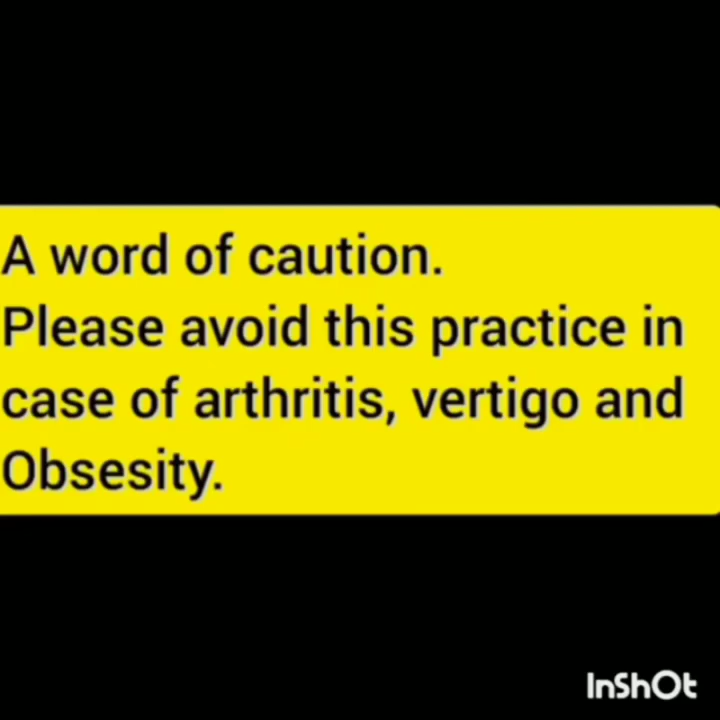 A word of caution.
Please avoid this practice in
case of arthritis, vertigo and
Obsesity.
InShOt